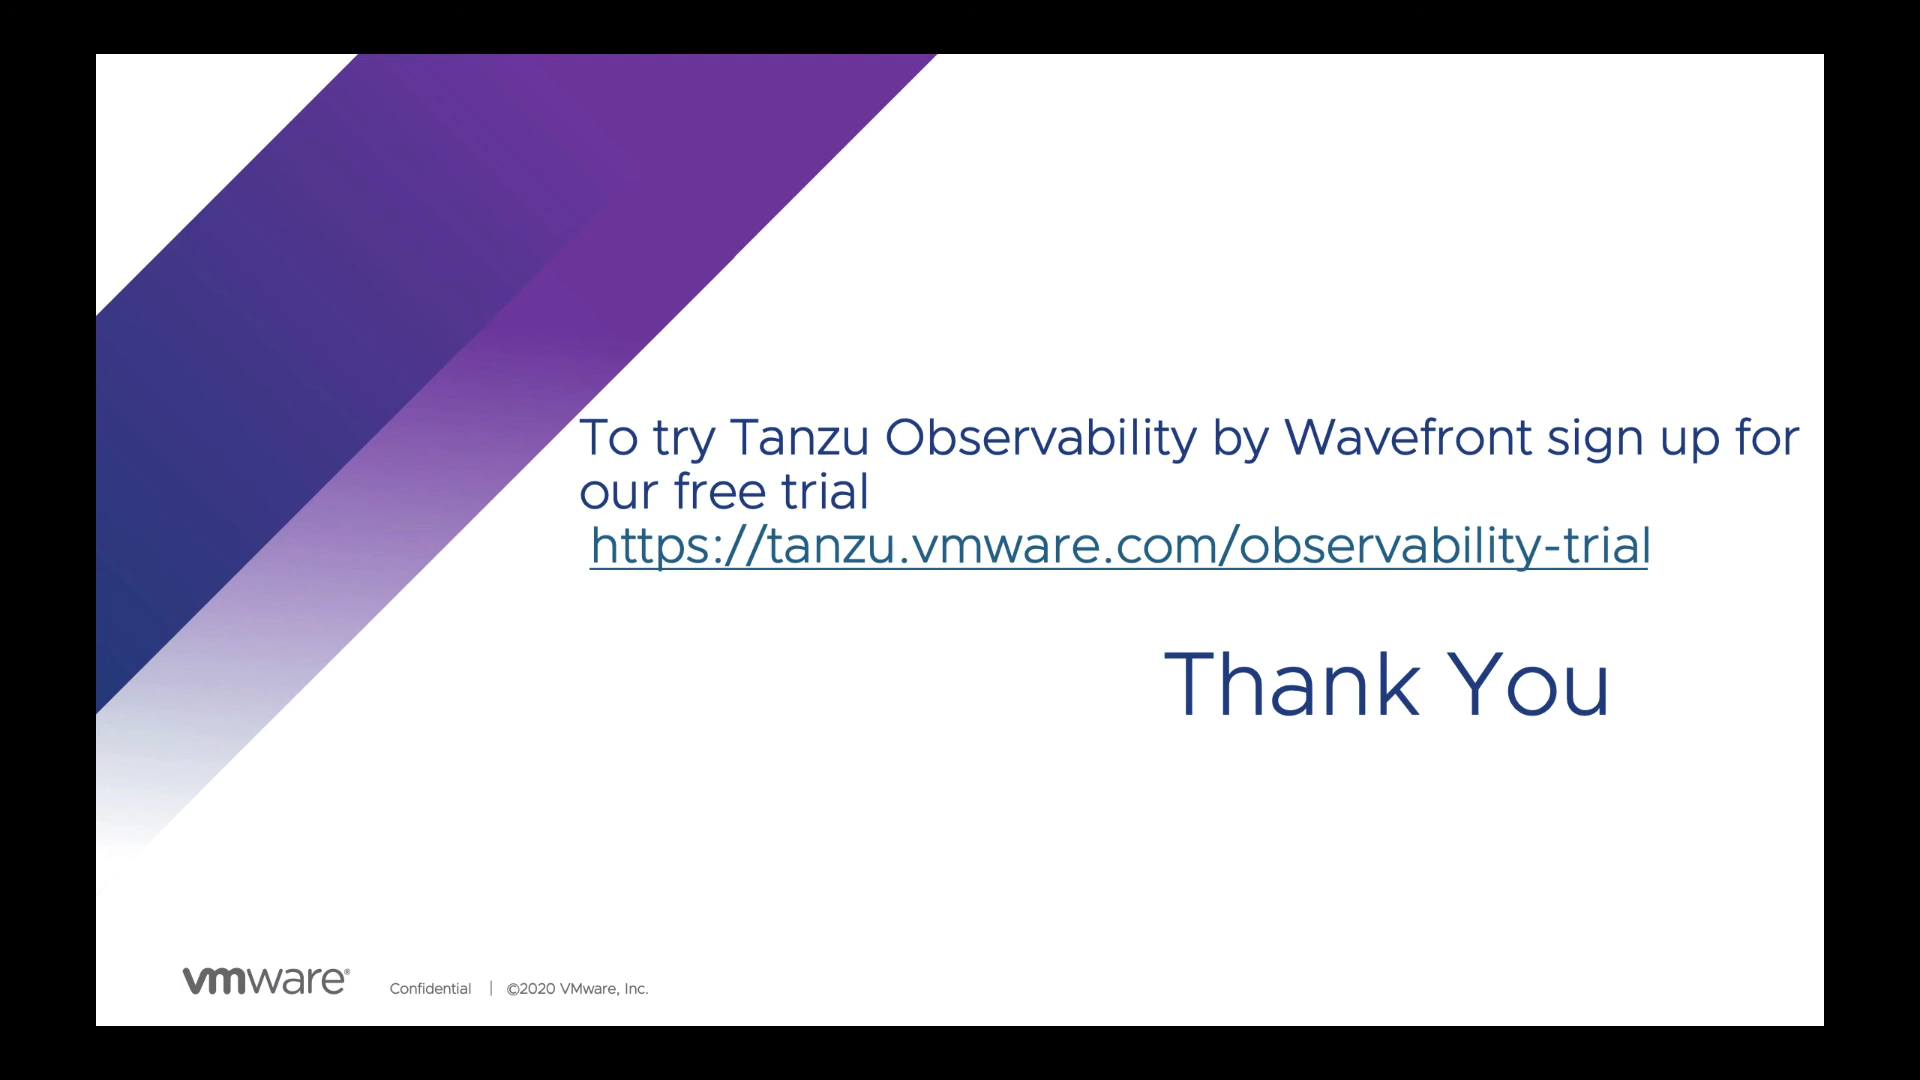 To try Tanzu Observability by Wavefront sign up for
our free trial
https://tanzu.vmware.com/observability-trial
Thank You
vmware®
Confidential | ©2020 VMware, Inc.